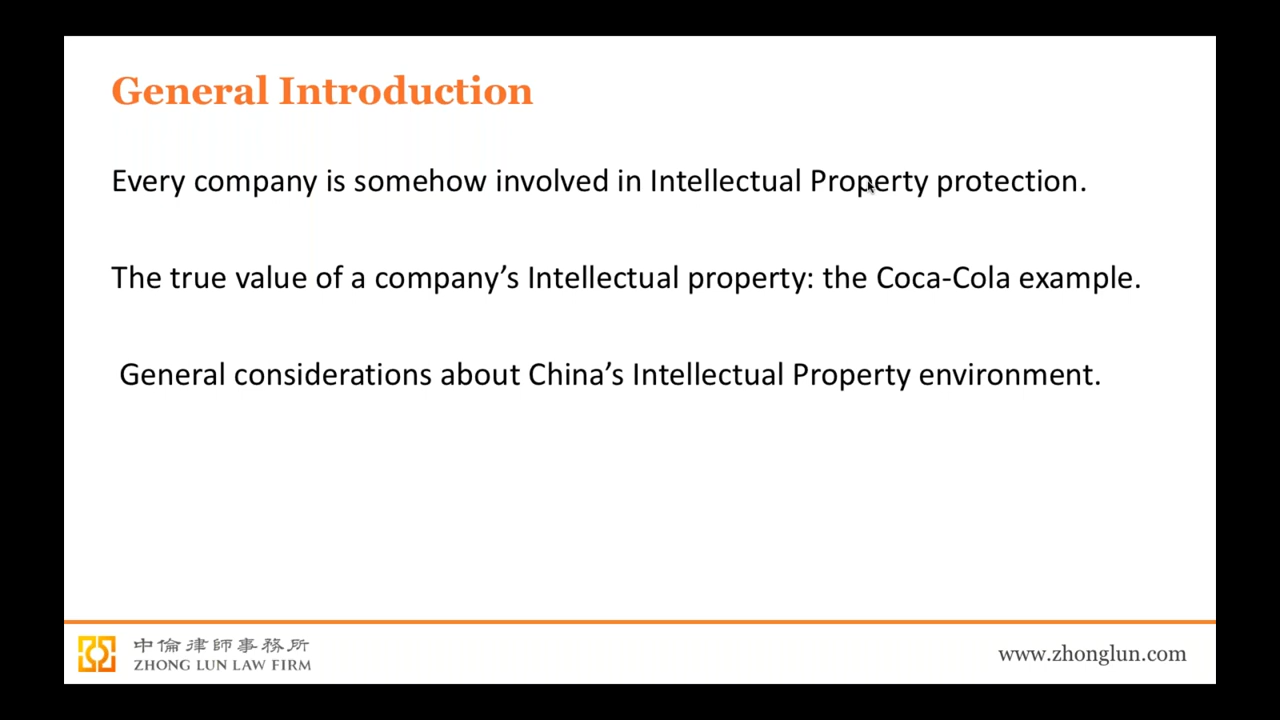 General Introduction
Every company is somehow involved in Intellectual Property protection.
The true value of a company’s Intellectual property: the Coca-Cola example.
General considerations about China’s Intellectual Property environment.
中倫律師事務所
ZHONG LUN LAW FIRM
www.zhonglun.com